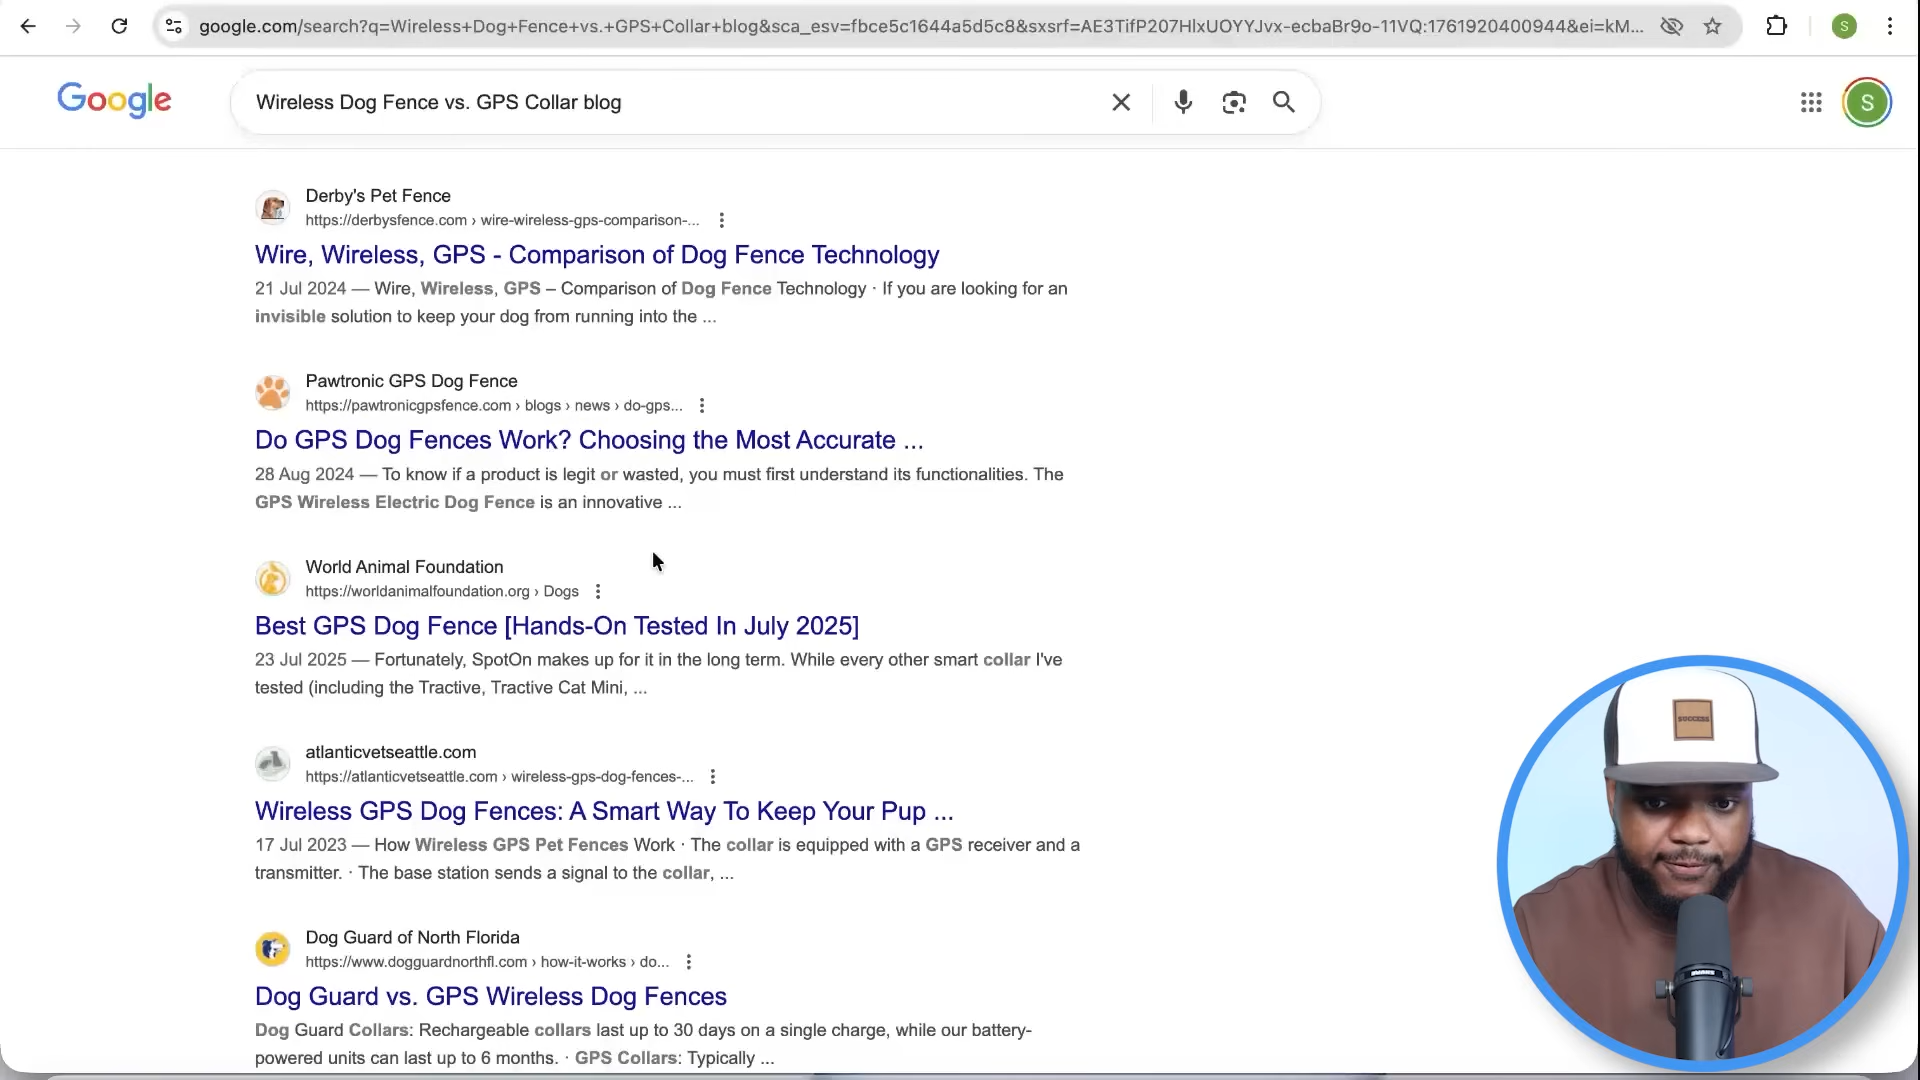 google.com/search?q=Wireless+Dog+Fence+vs.+GPS+Collar+blog&sca_esv=fbce5c1644a5d5c8&sxsrf=AE3TifP207HlxUOYYJvx-ecbaBr9o-11VQ:1761920400944&ei=kM...
S
Google
Wireless Dog Fence vs. GPS Collar blog
S
Derby's Pet Fence
https://derbysfence.com › wire-wireless-gps-comparison-...
Wire, Wireless, GPS - Comparison of Dog Fence Technology
21 Jul 2024 — Wire, Wireless, GPS – Comparison of Dog Fence Technology · If you are looking for an
invisible solution to keep your dog from running into the ...
Pawtronic GPS Dog Fence
https://pawtronicgpsfence.com › blogs › news › do-gps...
Do GPS Dog Fences Work? Choosing the Most Accurate ...
28 Aug 2024 — To know if a product is legit or wasted, you must first understand its functionalities. The
GPS Wireless Electric Dog Fence is an innovative ...
World Animal Foundation
https://worldanimalfoundation.org › Dogs
Best GPS Dog Fence [Hands-On Tested In July 2025]
23 Jul 2025 — Fortunately, SpotOn makes up for it in the long term. While every other smart collar I've
tested (including the Tractive, Tractive Cat Mini, ...
atlanticvetseattle.com
https://atlanticvetseattle.com › wireless-gps-dog-fences-...
Wireless GPS Dog Fences: A Smart Way To Keep Your Pup ...
17 Jul 2023 — How Wireless GPS Pet Fences Work · The collar is equipped with a GPS receiver and a
transmitter. · The base station sends a signal to the collar, ...
Dog Guard of North Florida
https://www.dogguardnorthfl.com › how-it-works › do...
Dog Guard vs. GPS Wireless Dog Fences
Dog Guard Collars: Rechargeable collars last up to 30 days on a single charge, while our battery-
powered units can last up to 6 months. · GPS Collars: Typically ...
SUCCESS